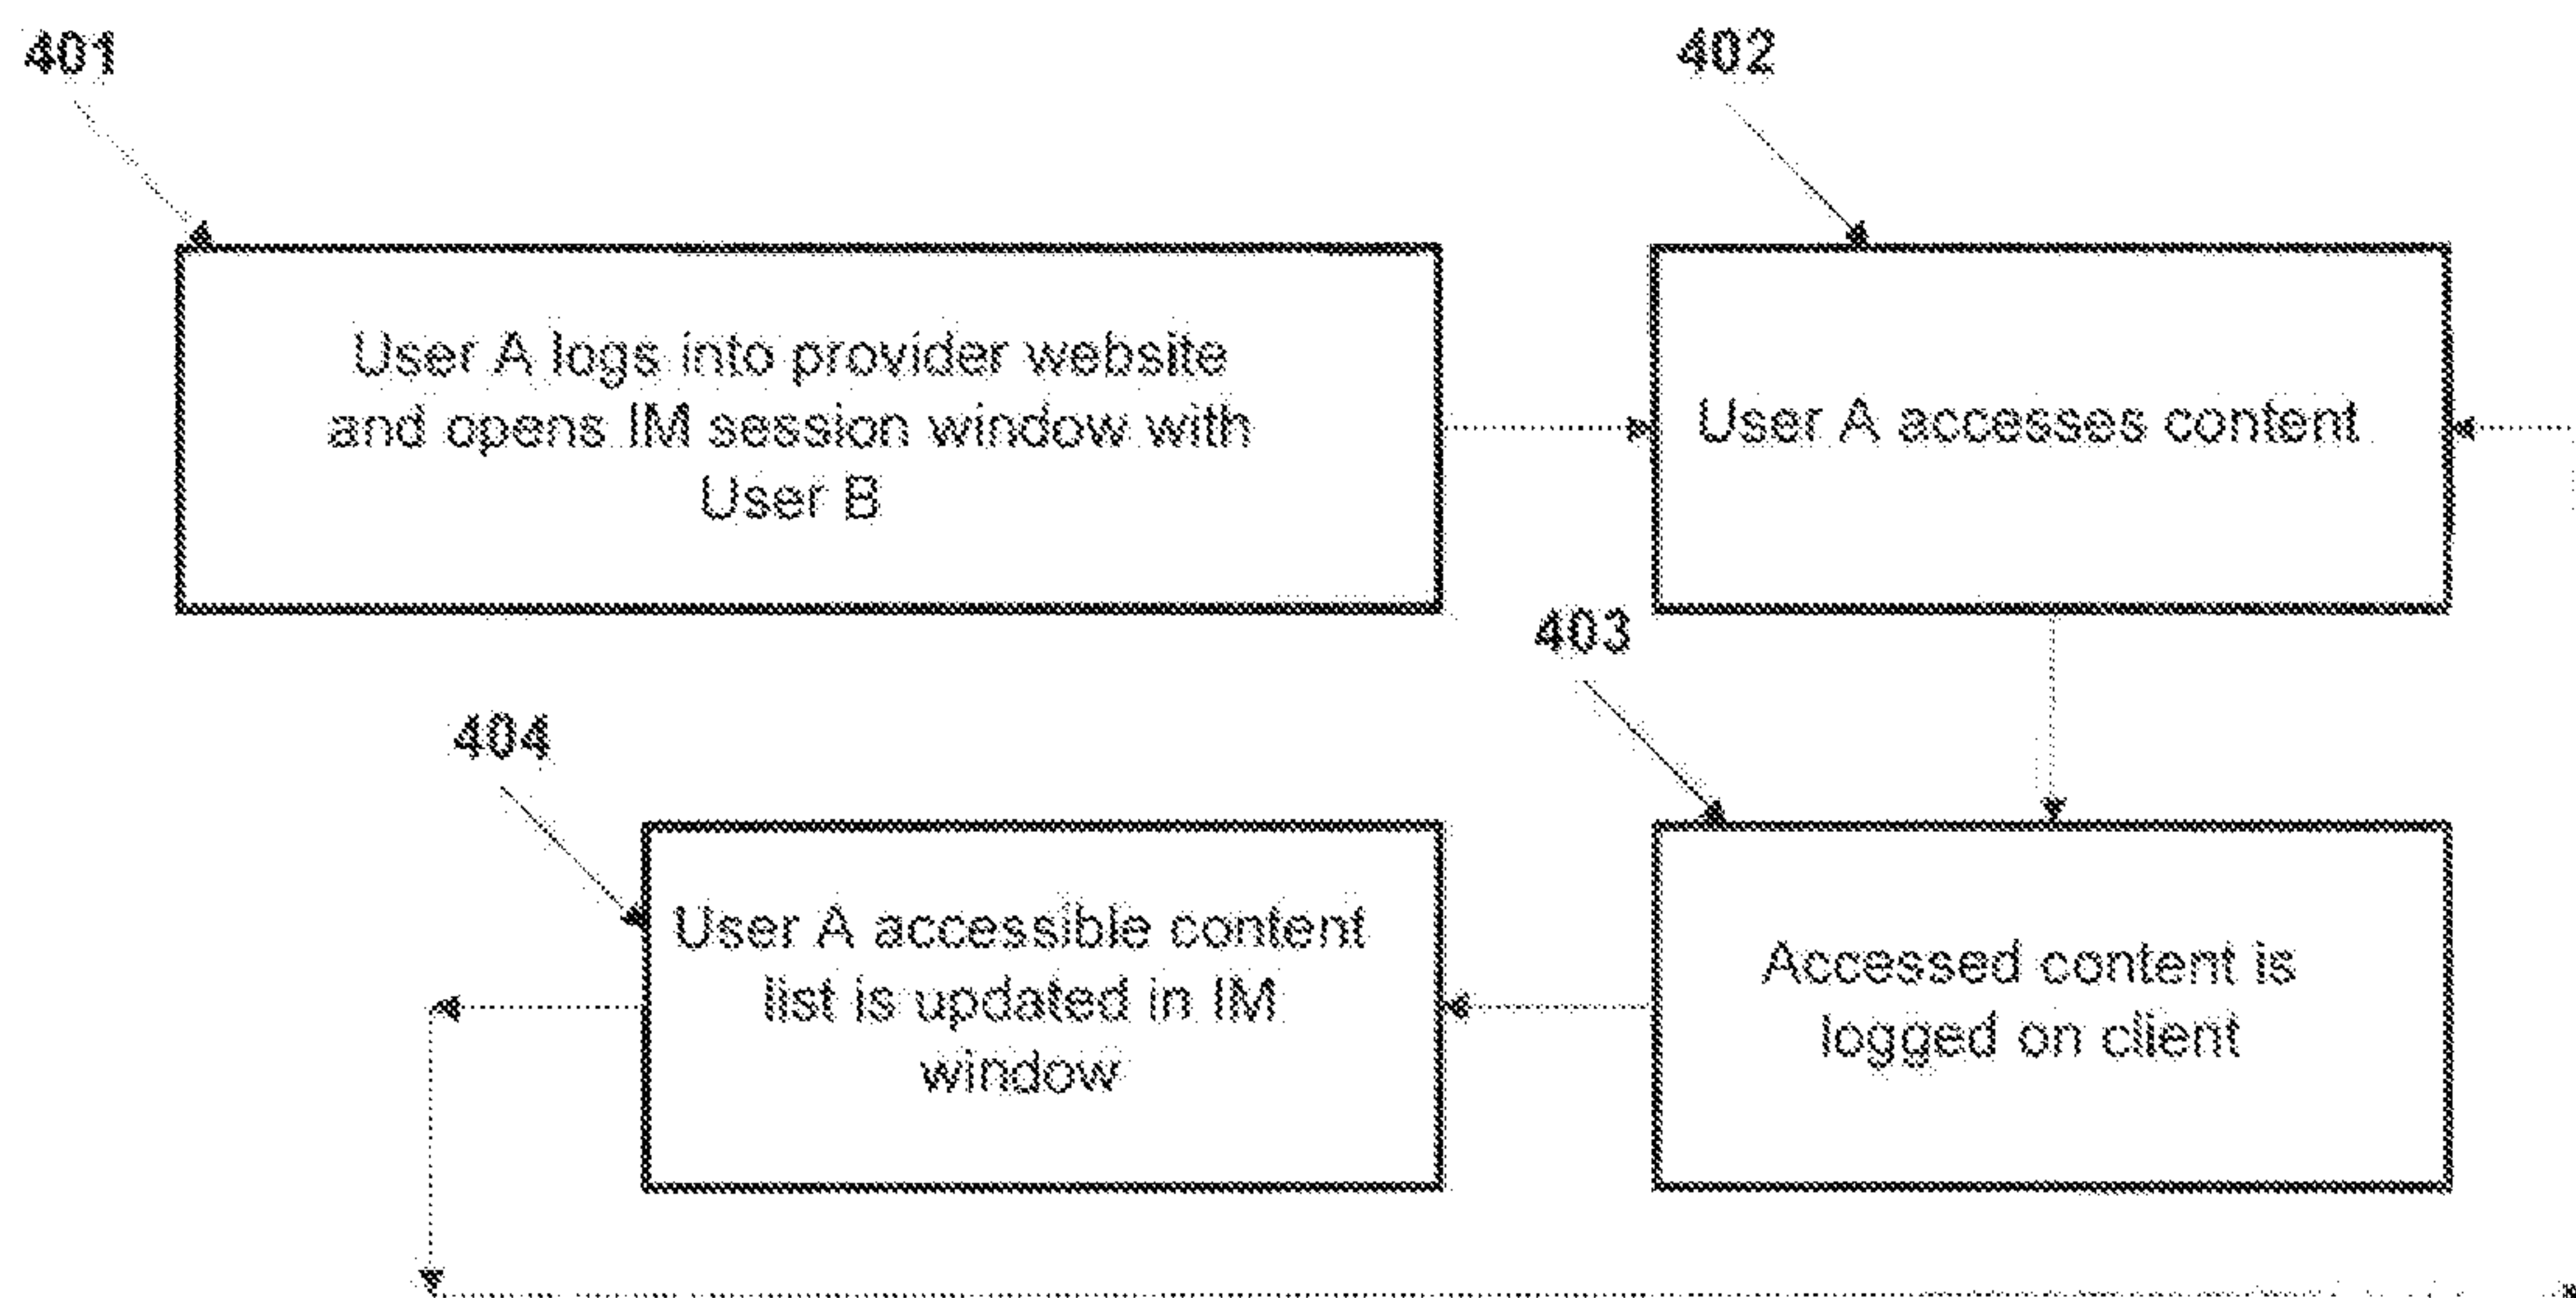 401
402
User A logs into provider website
and opens IM session window with
User B
User A accesses content
403
404
User A accessible content
list is updated in IM
window
Accessed content is
logged on client